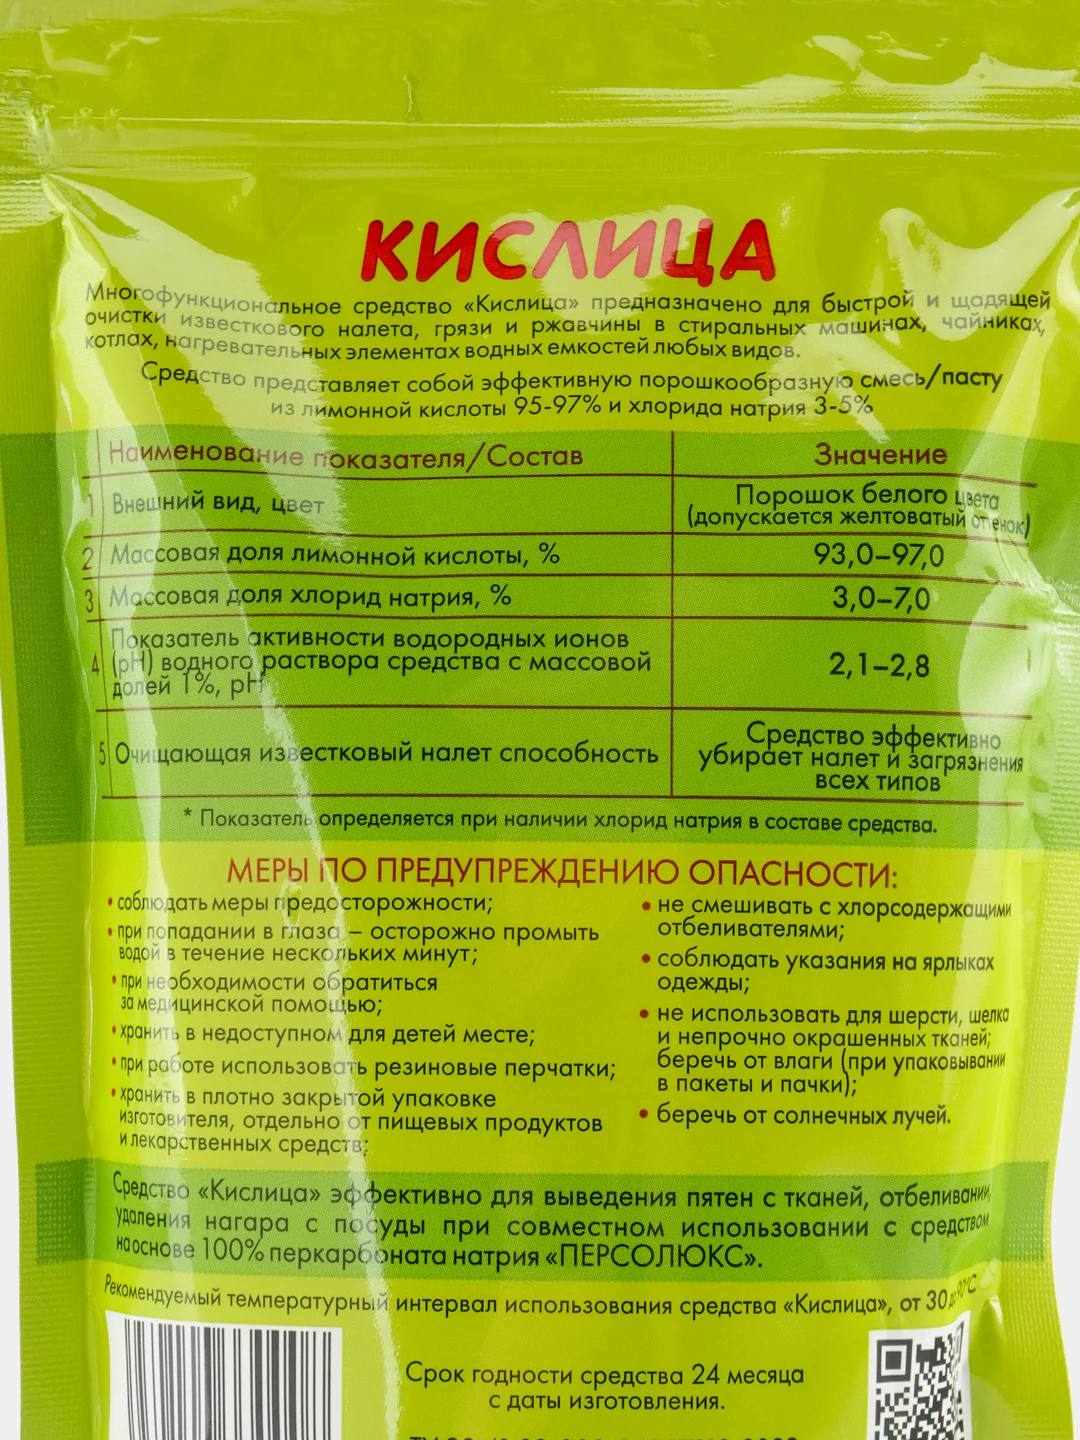 КИСЛИЦА
Многофункциональное средство «Кислица» предназначено для быстрой и щадящей
очистки известкового налета, грязи и ржавчины в стиральных машинах, чайниках,
котлах, нагревательных элементах водных емкостей любых видов.
Средство представляет собой эффективную порошкообразную смесь/пасту
из лимонной кислоты 95-97% и хлорида натрия 3-5%
Наименование показателя/Состав Значение
1 Внешний вид, цвет Порошок белого цвета
(допускается желтоватый оттенок)
2 Массовая доля лимонной кислоты, % 93,0–97,0
3 Массовая доля хлорид натрия, % 3,0–7,0
Показатель активности водородных ионов
4 (pH) водного раствора средства с массовой 2,1–2,8
долей 1%, pH
5 Очищающая известковый налет способность Средство эффективно
убирает налет и загрязнения
всех типов
* Показатель определяется при наличии хлорид натрия в составе средства.
МЕРЫ ПО ПРЕДУПРЕЖДЕНИЮ ОПАСНОСТИ:
• соблюдать меры предосторожности;
• при попадании в глаза – осторожно промыть
водой в течение нескольких минут;
• при необходимости обратиться
за медицинской помощью;
• хранить в недоступном для детей месте;
• при работе использовать резиновые перчатки;
• хранить в плотно закрытой упаковке
изготовителя, отдельно от пищевых продуктов
и лекарственных средств;
• не смешивать с хлорсодержащими
отбеливателями;
• соблюдать указания на ярлыках
одежды;
• не использовать для шерсти, шелка
и непрочно окрашенных тканей;
беречь от влаги (при упаковывании
в пакеты и пачки);
• беречь от солнечных лучей.
Средство «Кислица» эффективно для выведения пятен с тканей, отбеливании,
удаления нагара с посуды при совместном использовании с средством
на основе 100% перкарбоната натрия «ПЕРСОЛЮКС».
Рекомендуемый температурный интервал использования средства «Кислица», от 30 до 90°С
Срок годности средства 24 месяца
с даты изготовления.